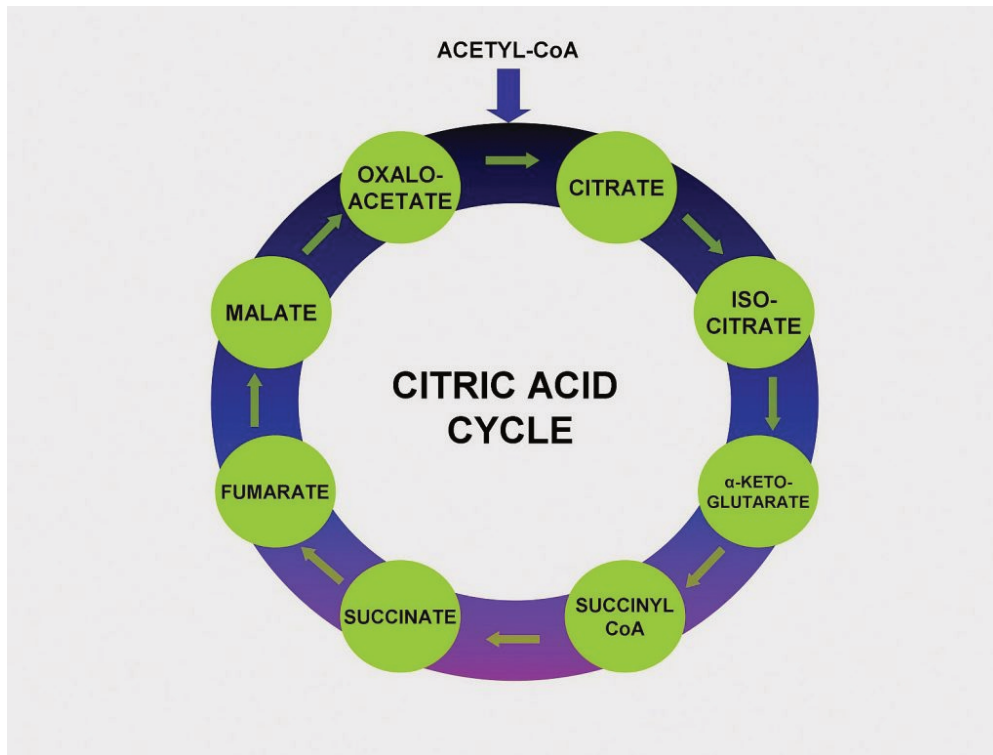 ACETYL-CoA
OXALO-
ACETATE
CITRATE
ISO-
CITRATE
α-KETO-
GLUTARATE
SUCCINYL
CoA
SUCCINATE
FUMARATE
MALATE
CITRIC ACID
CYCLE